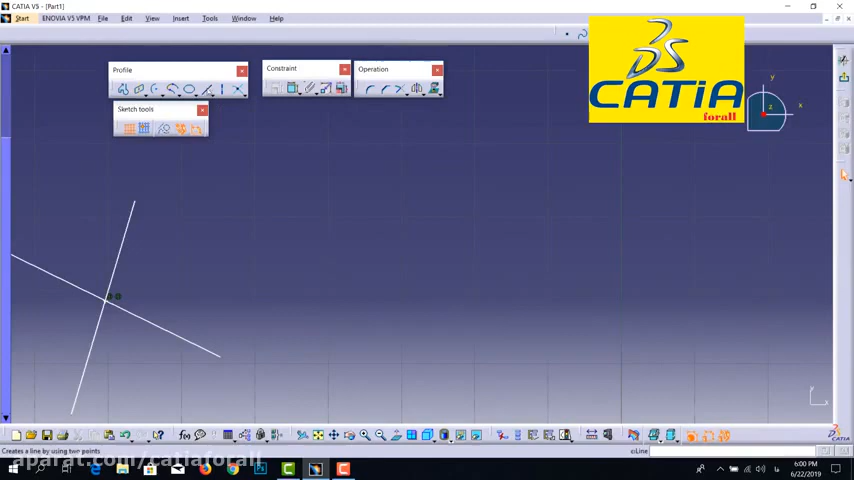 CATIA V5 - [Part1]
Start ENOVIA V5 VPM File Edit View Insert Tools Window Help
Profile
Constraint
Operation
Sketch tools
CATIA
forall
y
x
z
y
x
Creates a line by using two points
c:Line
aparat.com/catiaforall
6:00 PM
6/22/2019